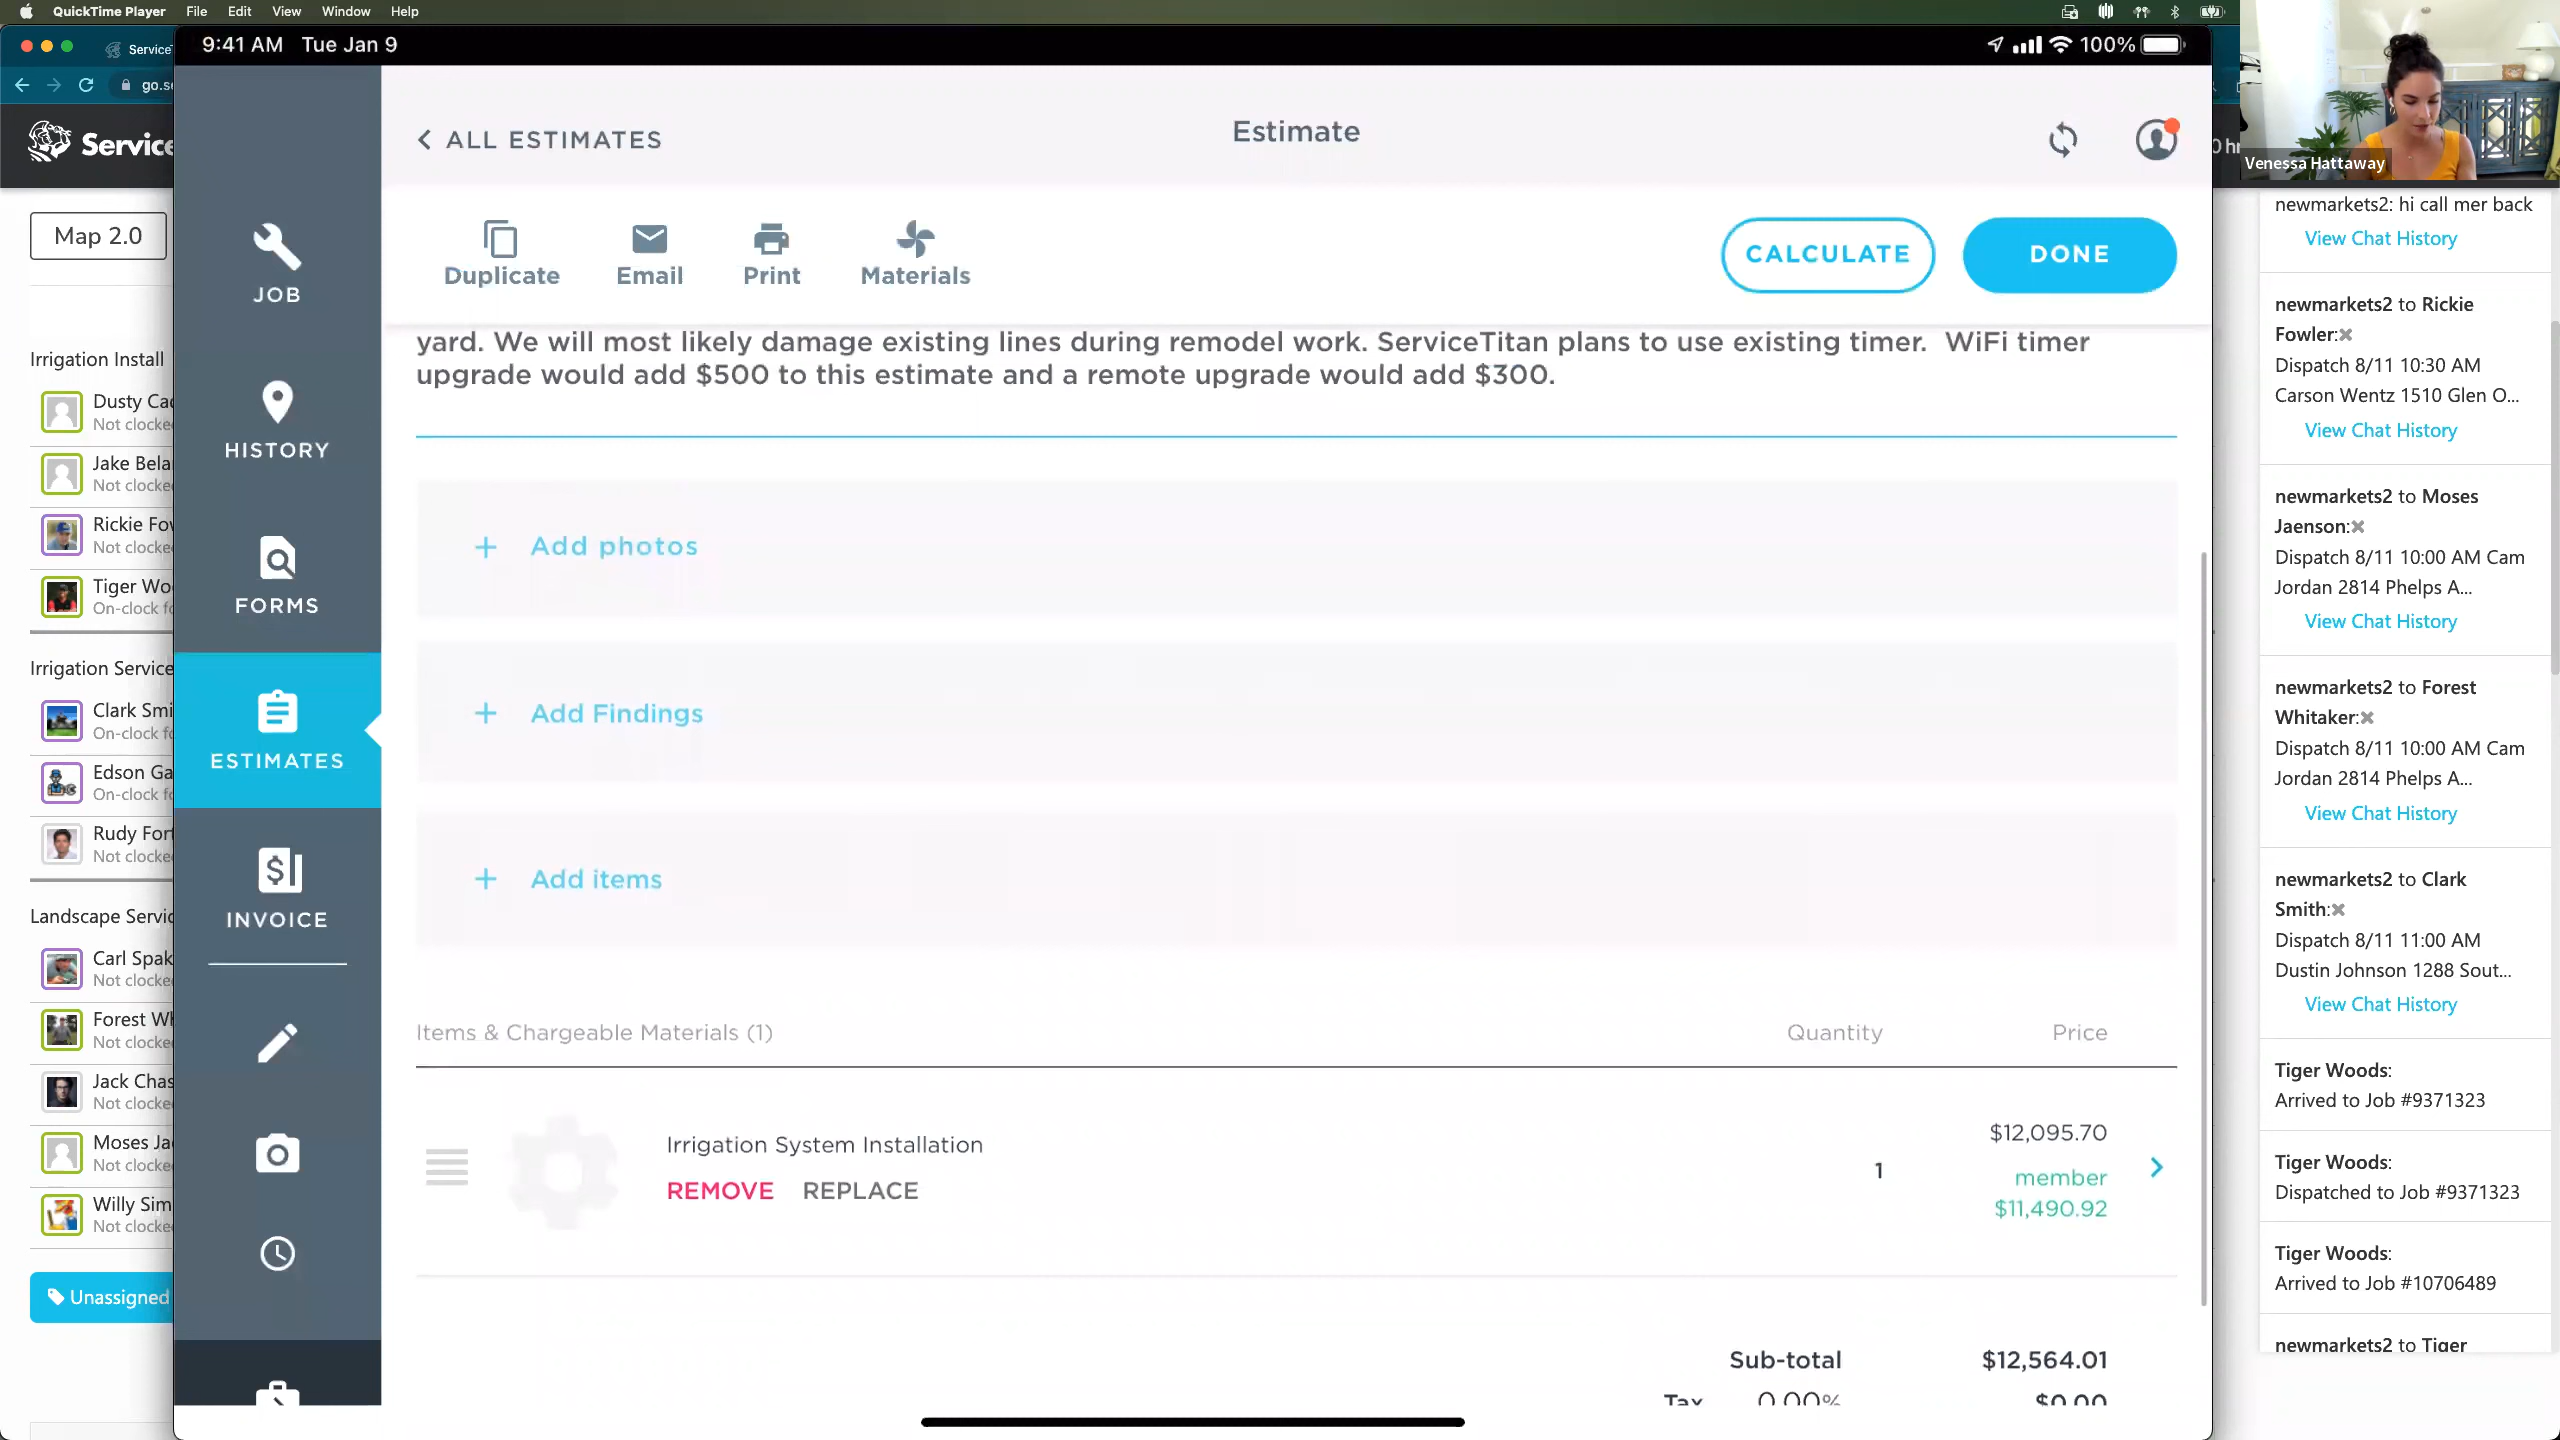 QuickTime Player File Edit View Window Help
9:41 AM Tue Jan 9
100%
Service
go.se
Service
Map 2.0
Irrigation Install
Dusty Cad
Not clocke
Jake Bela
Not clocke
Rickie Fow
Not clocke
Tiger Wo
On-clock fo
Irrigation Service
Clark Smi
On-clock fo
Edson Ga
On-clock fo
Rudy Fort
Not clocke
Landscape Servic
Carl Spak
Not clocke
Forest Wh
Not clocke
Jack Chas
Not clocke
Moses Ja
Not clocke
Willy Sim
Not clocke
Unassigned
JOB
HISTORY
FORMS
ESTIMATES
INVOICE
ALL ESTIMATES
Estimate
Duplicate Email Print Materials
CALCULATE DONE
yard. We will most likely damage existing lines during remodel work. ServiceTitan plans to use existing timer. WiFi timer
upgrade would add $500 to this estimate and a remote upgrade would add $300.
+ Add photos
+ Add Findings
+ Add items
Items & Chargeable Materials (1) Quantity Price
Irrigation System Installation
REMOVE REPLACE
1
$12,095.70
member
$11,490.92
Sub-total $12,564.01
Tax 0.00% $0.00
Venessa Hattaway
0 hr
newmarkets2: hi call mer back
View Chat History
newmarkets2 to Rickie
Fowler:
Dispatch 8/11 10:30 AM
Carson Wentz 1510 Glen O...
View Chat History
newmarkets2 to Moses
Jaenson:
Dispatch 8/11 10:00 AM Cam
Jordan 2814 Phelps A...
View Chat History
newmarkets2 to Forest
Whitaker:
Dispatch 8/11 10:00 AM Cam
Jordan 2814 Phelps A...
View Chat History
newmarkets2 to Clark
Smith:
Dispatch 8/11 11:00 AM
Dustin Johnson 1288 Sout...
View Chat History
Tiger Woods:
Arrived to Job #9371323
Tiger Woods:
Dispatched to Job #9371323
Tiger Woods:
Arrived to Job #10706489
newmarkets2 to Tiger